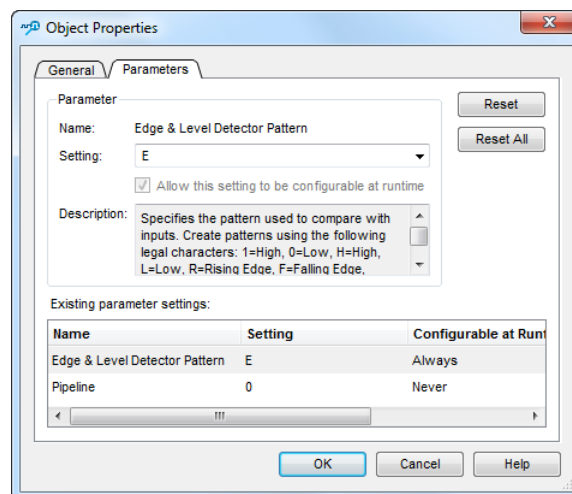 Object Properties
General
Parameters
Parameter
Reset
Name: Edge & Level Detector Pattern
Reset All
Setting: E
Allow this setting to be configurable at runtime
Description: Specifies the pattern used to compare with
inputs. Create patterns using the following
legal characters: 1=High, 0=Low, H=High,
L=Low, R=Rising Edge, F=Falling Edge,
Existing parameter settings:
Name Setting Configurable at Runt
Edge & Level Detector Pattern E Always
Pipeline 0 Never
OK Cancel Help